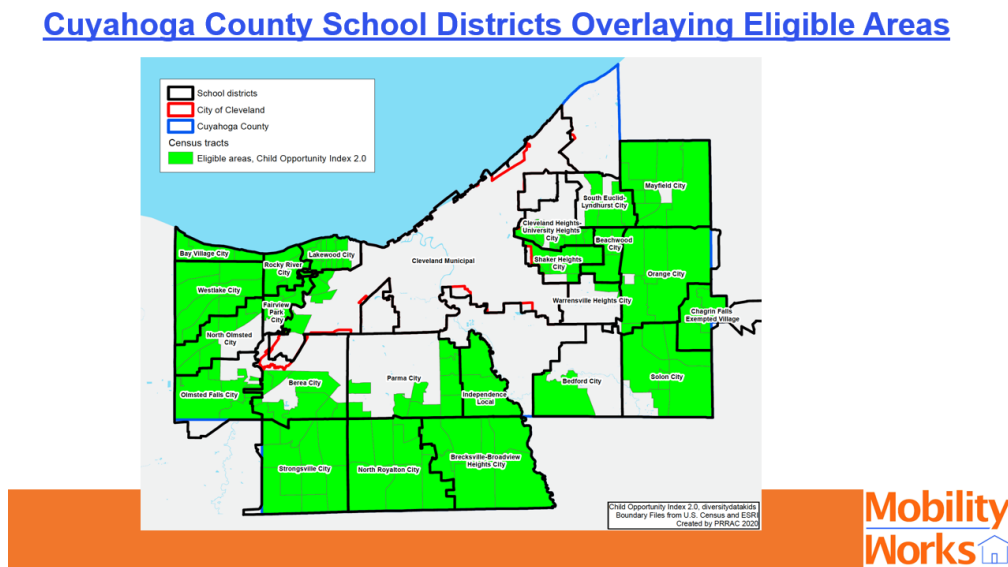 Cuyahoga County School Districts Overlaying Eligible Areas
School districts
City of Cleveland
Cuyahoga County
Census tracts
Eligible areas, Child Opportunity Index 2.0
Mayfield City
South Euclid-
Lyndhurst City
Cleveland Heights-
University Heights
City
Beachwood
City
Bay Village City
Lakewood City
Rocky River
City
Shaker Heights
City
Cleveland Municipal
Orange City
Westlake City
Warrensville Heights City
Fairview
Park
City
Chagrin Falls
Exempted Village
North Olmsted
City
Solon City
Parma City
Bedford City
Berea City
Olmsted Falls City
Independence
Local
Strongsville City
North Royalton City
Brecksville-Broadview
Heights City
Child Opportunity Index 2.0, diversitydatakids
Boundary Files from U.S. Census and ESRI
Created by PRRAC 2020
Mobility
Works